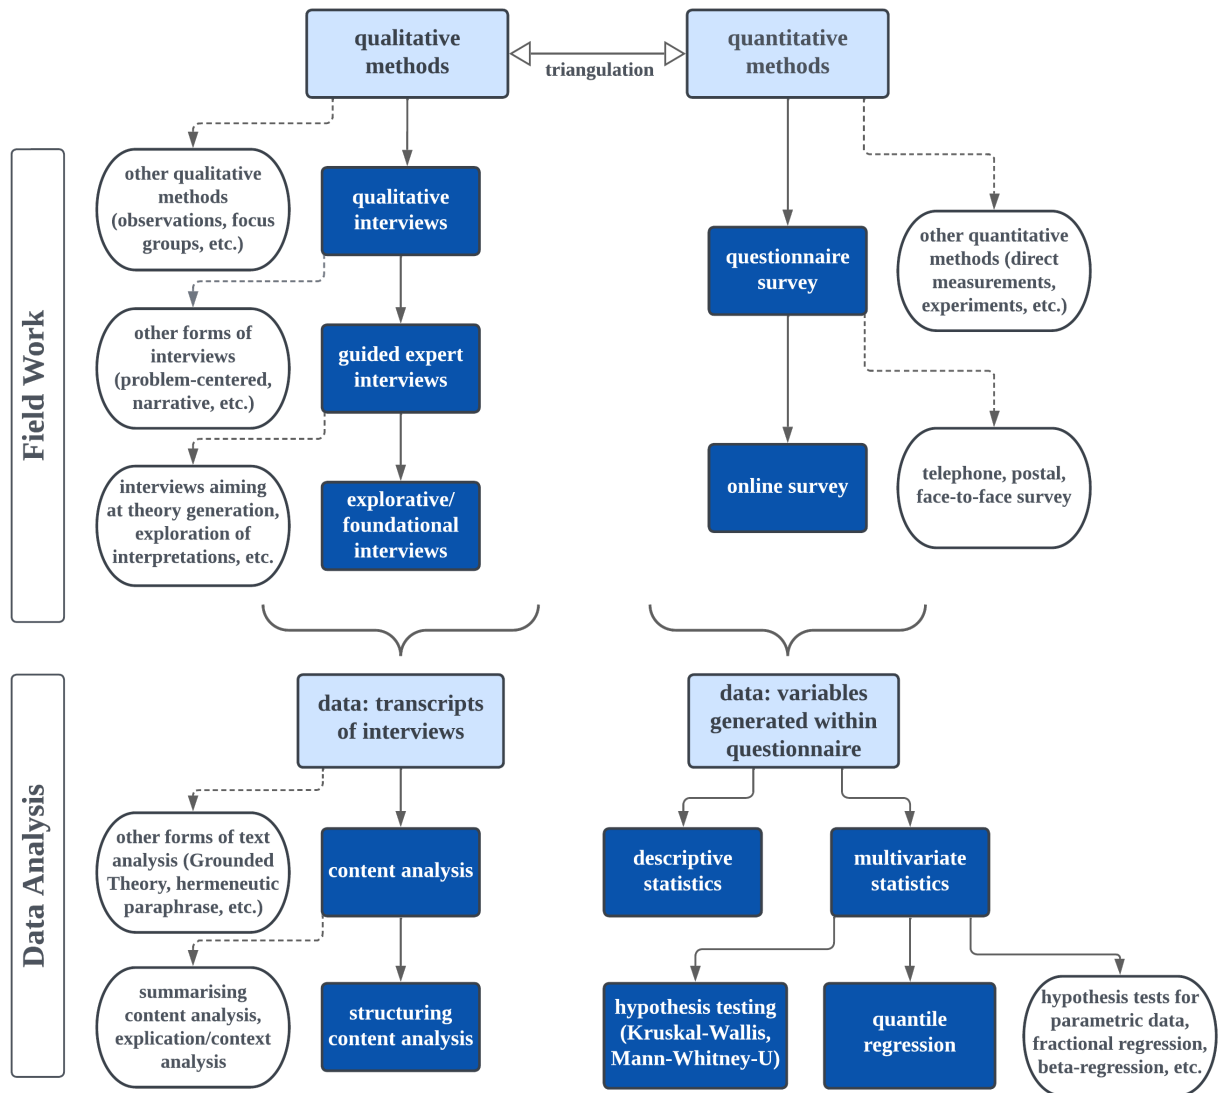 qualitative
methods
triangulation
quantitative
methods
Field Work
other qualitative
methods
(observations, focus
groups, etc.)
qualitative
interviews
other forms of
interviews
(problem-centered,
narrative, etc.)
guided expert
interviews
interviews aiming
at theory generation,
exploration of
interpretations, etc.
explorative/
foundational
interviews
questionnaire
survey
other quantitative
methods (direct
measurements,
experiments, etc.)
online survey
telephone, postal,
face-to-face survey
Data Analysis
data: transcripts
of interviews
other forms of text
analysis (Grounded
Theory, hermeneutic
paraphrase, etc.)
content analysis
summarising
content analysis,
explication/context
analysis
structuring
content analysis
data: variables
generated within
questionnaire
descriptive
statistics
multivariate
statistics
hypothesis testing
(Kruskal-Wallis,
Mann-Whitney-U)
quantile
regression
hypothesis tests for
parametric data,
fractional regression,
beta-regression, etc.